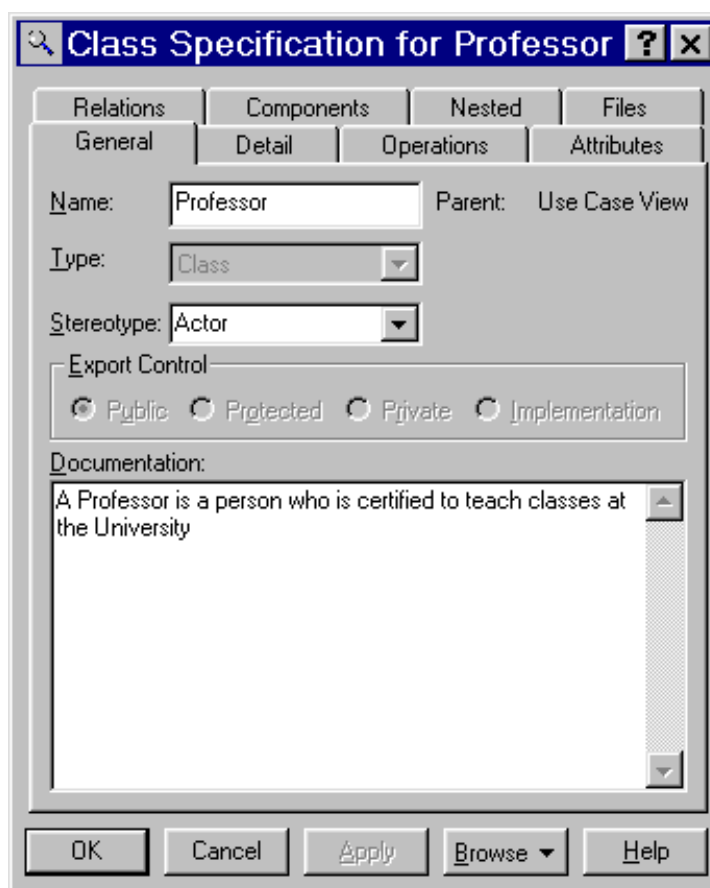 Class Specification for Professor ?
Relations Components Nested Files
General Detail Operations Attributes
Name: Professor Parent: Use Case View
Type: Class
Stereotype: Actor
Export Control
Public Protected Private Implementation
Documentation:
A Professor is a person who is certified to teach classes at
the University
OK Cancel Apply Browse Help